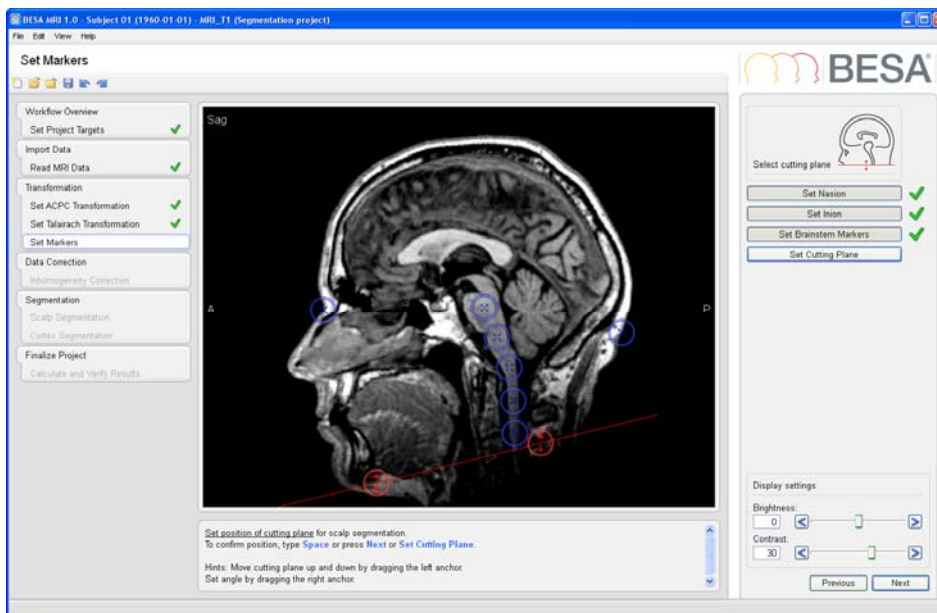 BESA MRI 1.0 - Subject 01 (1960-01-01) - MRI_T1 (Segmentation project)
File Edit View Help
Set Markers
BESA®
Workflow Overview
Set Project Targets
Import Data
Read MRI Data
Transformation
Set ACPC Transformation
Set Talairach Transformation
Set Markers
Data Correction
Inhomogeneity Correction
Segmentation
Scalp Segmentation
Cortex Segmentation
Finalize Project
Calculate and Verify Results
Sag
A
P
Set position of cutting plane for scalp segmentation.
To confirm position, type Space or press Next or Set Cutting Plane.
Hints: Move cutting plane up and down by dragging the left anchor.
Set angle by dragging the right anchor.
Select cutting plane
Set Nasion
Set Inion
Set Brainstem Markers
Set Cutting Plane
Display settings
Brightness:
0
Contrast:
30
Previous Next